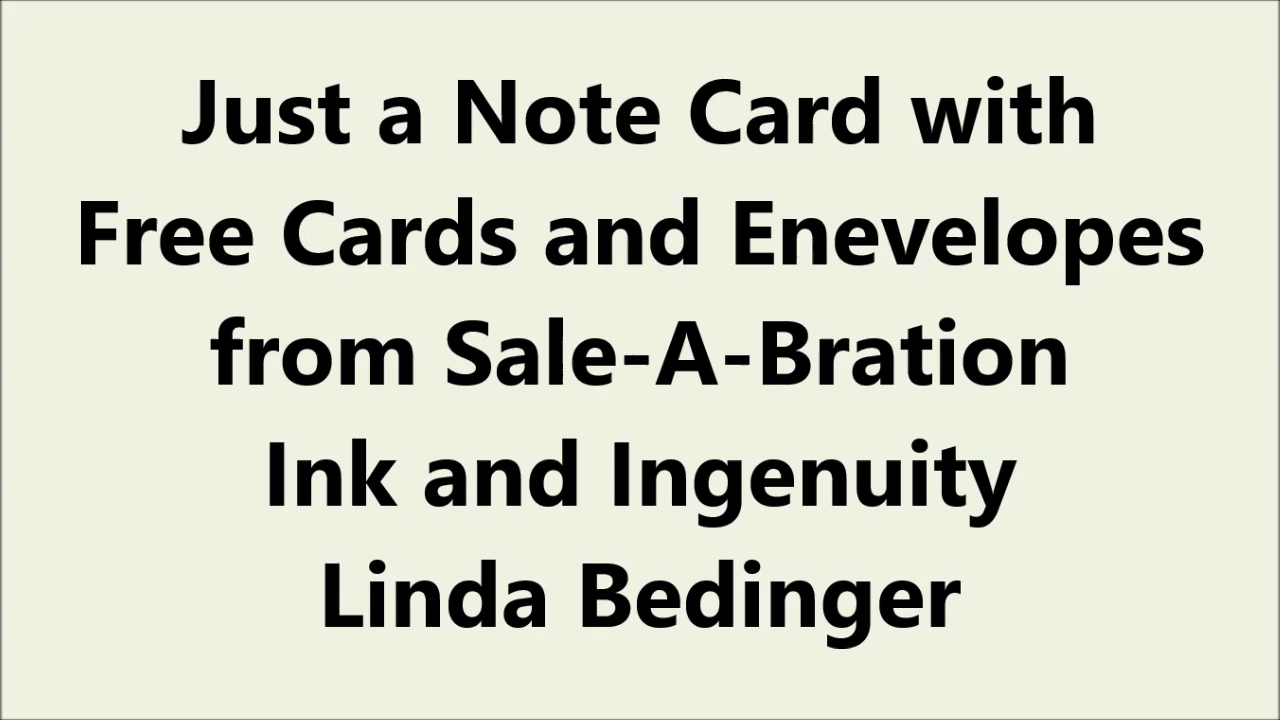 Just a Note Card with
Free Cards and Enevelopes
from Sale-A-Bration
Ink and Ingenuity
Linda Bedinger